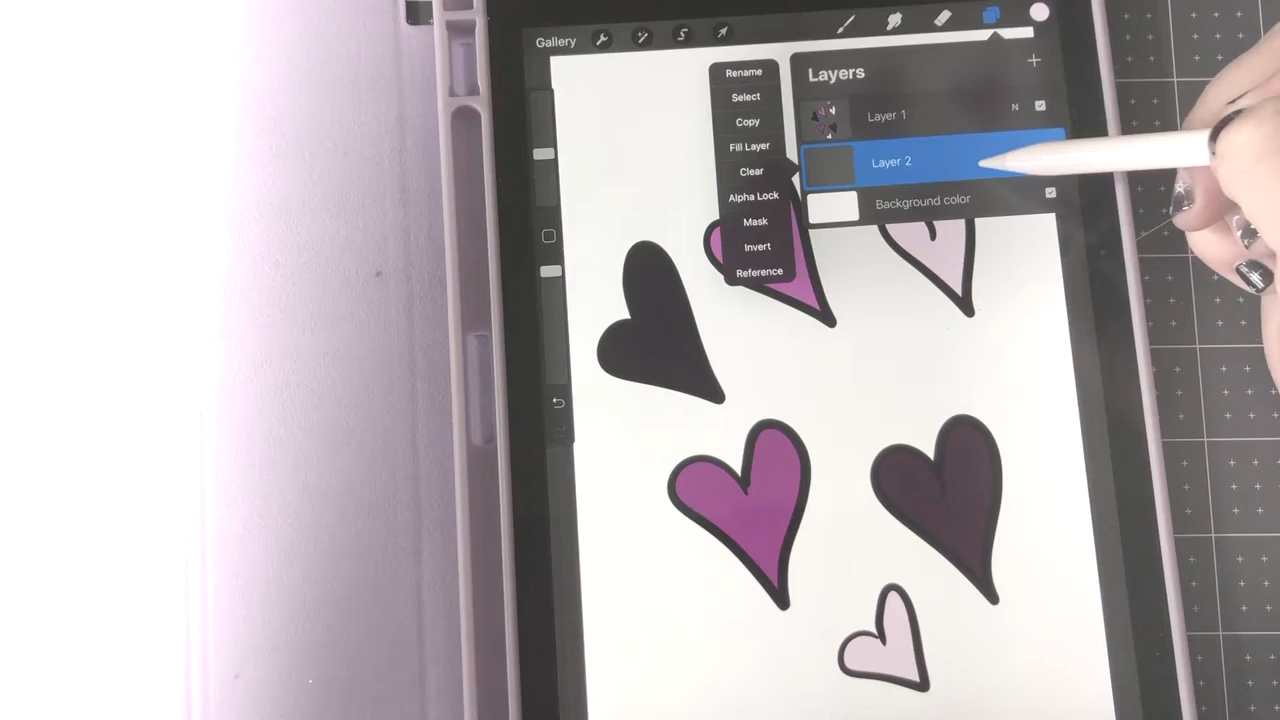 Gallery
Rename
Select
Copy
Fill Layer
Clear
Alpha Lock
Mask
Invert
Reference
Layers
Layer 1 N
Layer 2
Background color